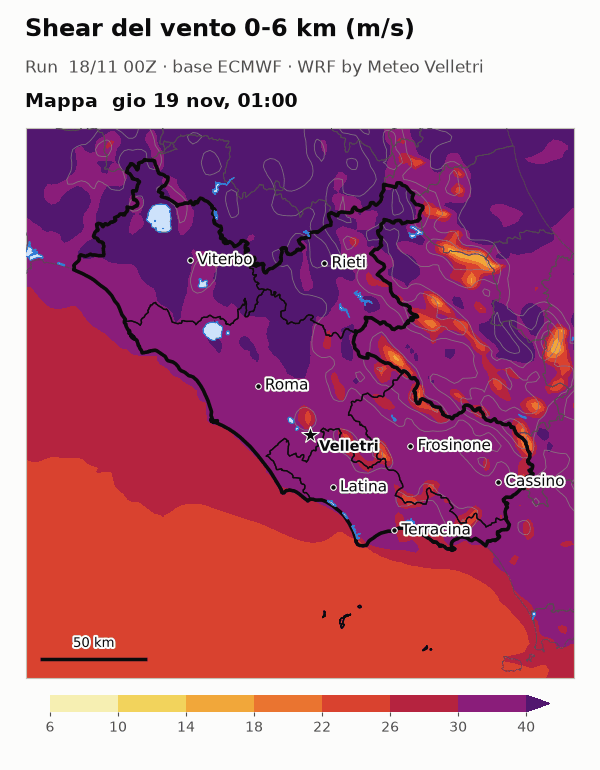 Shear del vento 0-6 km (m/s)
Run  18/11 00Z · base ECMWF · WRF by Meteo Velletri
Mappa  gio 19 nov, 01:00
Viterbo
Rieti
Roma
Velletri
Frosinone
Cassino
Latina
Terracina
50 km
6 10 14 18 22 26 30 40